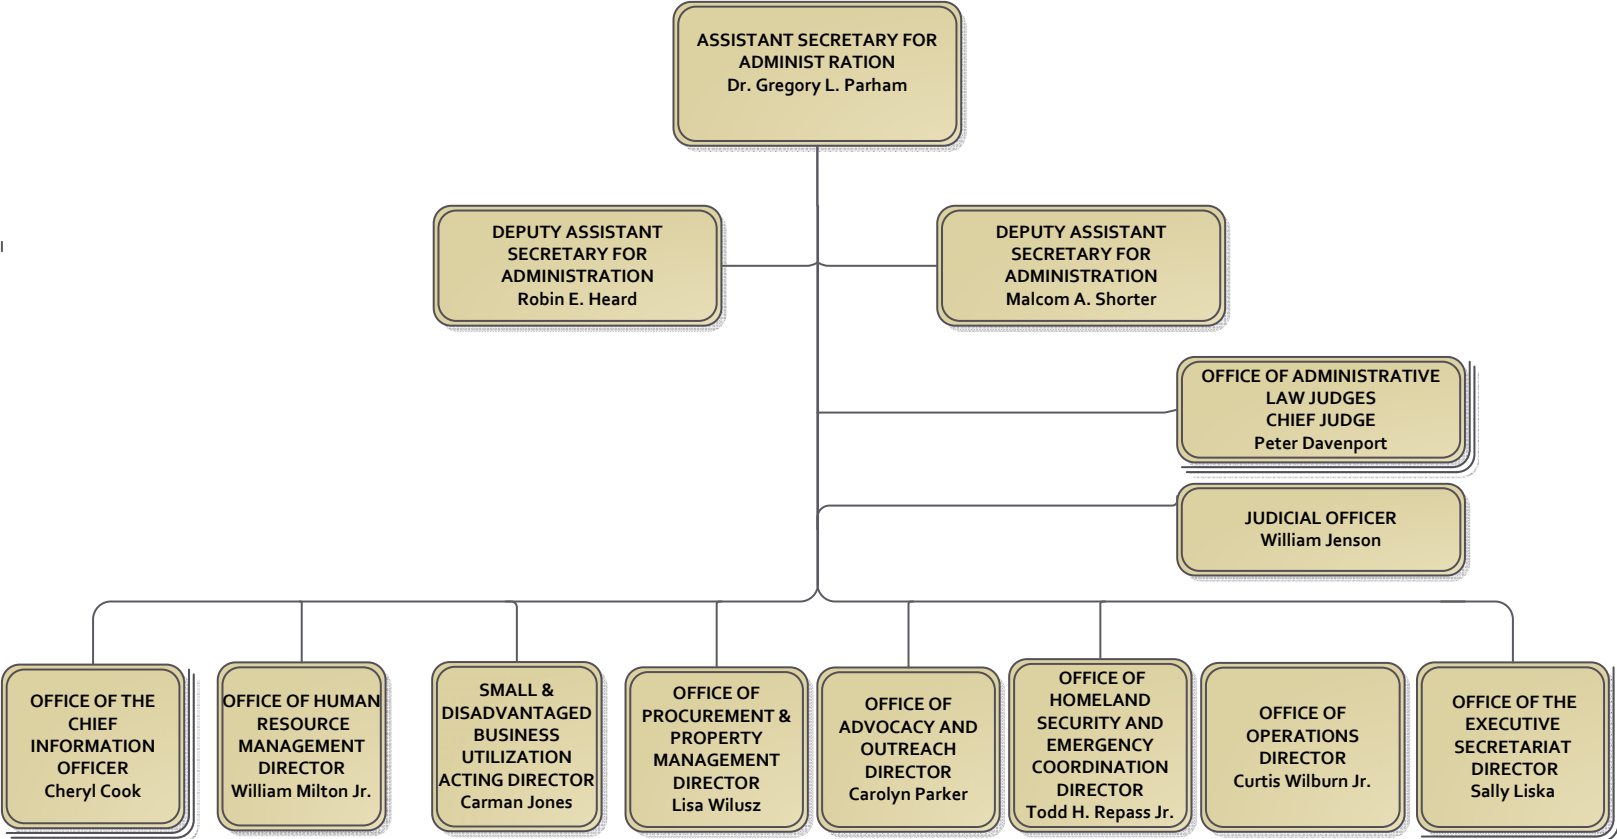 ASSISTANT SECRETARY FOR
ADMINIST RATION
Dr. Gregory L. Parham
DEPUTY ASSISTANT
SECRETARY FOR
ADMINISTRATION
Robin E. Heard
DEPUTY ASSISTANT
SECRETARY FOR
ADMINISTRATION
Malcom A. Shorter
OFFICE OF ADMINISTRATIVE
LAW JUDGES
CHIEF JUDGE
Peter Davenport
JUDICIAL OFFICER
William Jenson
OFFICE OF THE
CHIEF
INFORMATION
OFFICER
Cheryl Cook
OFFICE OF HUMAN
RESOURCE
MANAGEMENT
DIRECTOR
William Milton Jr.
SMALL &
DISADVANTAGED
BUSINESS
UTILIZATION
ACTING DIRECTOR
Carman Jones
OFFICE OF
PROCUREMENT &
PROPERTY
MANAGEMENT
DIRECTOR
Lisa Wilusz
OFFICE OF
ADVOCACY AND
OUTREACH
DIRECTOR
Carolyn Parker
OFFICE OF
HOMELAND
SECURITY AND
EMERGENCY
COORDINATION
DIRECTOR
Todd H. Repass Jr.
OFFICE OF
OPERATIONS
DIRECTOR
Curtis Wilburn Jr.
OFFICE OF THE
EXECUTIVE
SECRETARIAT
DIRECTOR
Sally Liska